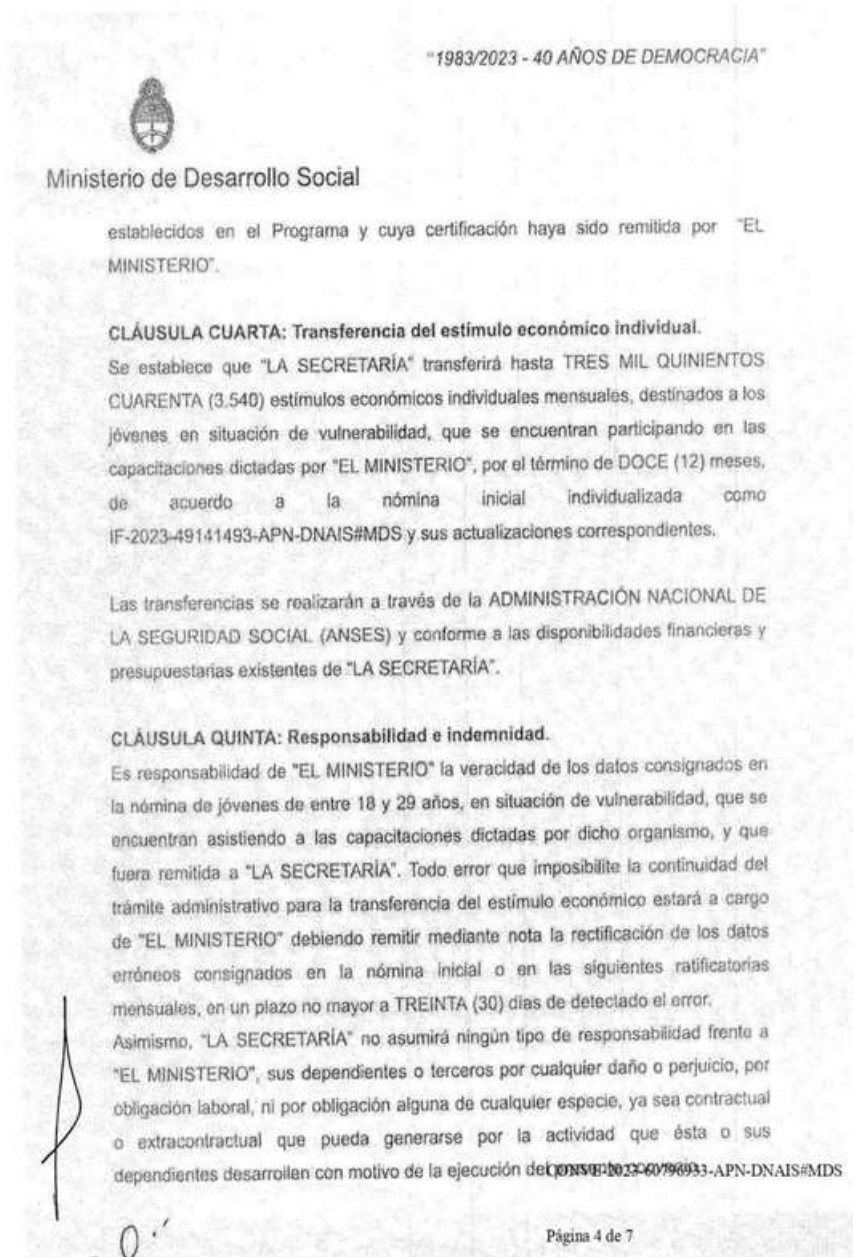 "1983/2023 - 40 AÑOS DE DEMOCRACIA"
Ministerio de Desarrollo Social
establecidos en el Programa y cuya certificación haya sido remitida por "EL
MINISTERIO".
CLÁUSULA CUARTA: Transferencia del estímulo económico individual.
Se establece que "LA SECRETARÍA" transferirá hasta TRES MIL QUINIENTOS
CUARENTA (3.540) estímulos económicos individuales mensuales, destinados a los
jóvenes en situación de vulnerabilidad, que se encuentran participando en las
capacitaciones dictadas por "EL MINISTERIO", por el término de DOCE (12) meses,
de acuerdo a la nómina inicial individualizada como
IF-2023-49141493-APN-DNAIS#MDS y sus actualizaciones correspondientes.
Las transferencias se realizarán a través de la ADMINISTRACIÓN NACIONAL DE
LA SEGURIDAD SOCIAL (ANSES) y conforme a las disponibilidades financieras y
presupuestarias existentes de "LA SECRETARÍA".
CLÁUSULA QUINTA: Responsabilidad e indemnidad.
Es responsabilidad de "EL MINISTERIO" la veracidad de los datos consignados en
la nómina de jóvenes de entre 18 y 29 años, en situación de vulnerabilidad, que se
encuentran asistiendo a las capacitaciones dictadas por dicho organismo, y que
fuera remitida a "LA SECRETARÍA". Todo error que imposibilite la continuidad del
trámite administrativo para la transferencia del estímulo económico estará a cargo
de "EL MINISTERIO" debiendo remitir mediante nota la rectificación de los datos
erróneos consignados en la nómina inicial o en las siguientes ratificatorias
mensuales, en un plazo no mayor a TREINTA (30) días de detectado el error.
Asimismo, "LA SECRETARÍA" no asumirá ningún tipo de responsabilidad frente a
"EL MINISTERIO", sus dependientes o terceros por cualquier daño o perjuicio, por
obligación laboral, ni por obligación alguna de cualquier especie, ya sea contractual
o extracontractual que pueda generarse por la actividad que ésta o sus
dependientes desarrollen con motivo de la ejecución del presente convenio.
CONVE-2023-60796933-APN-DNAIS#MDS
Página 4 de 7